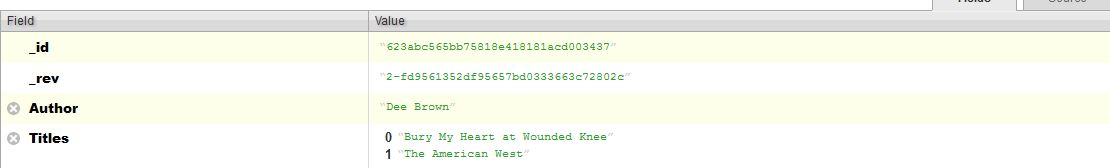 Fields Source
Field Value
_id "623abc565bb75818e418181acd003437"
_rev "2-fd9561352df95657bd0333663c72802c"
Author "Dee Brown"
Titles 0 "Bury My Heart at Wounded Knee"
1 "The American West"